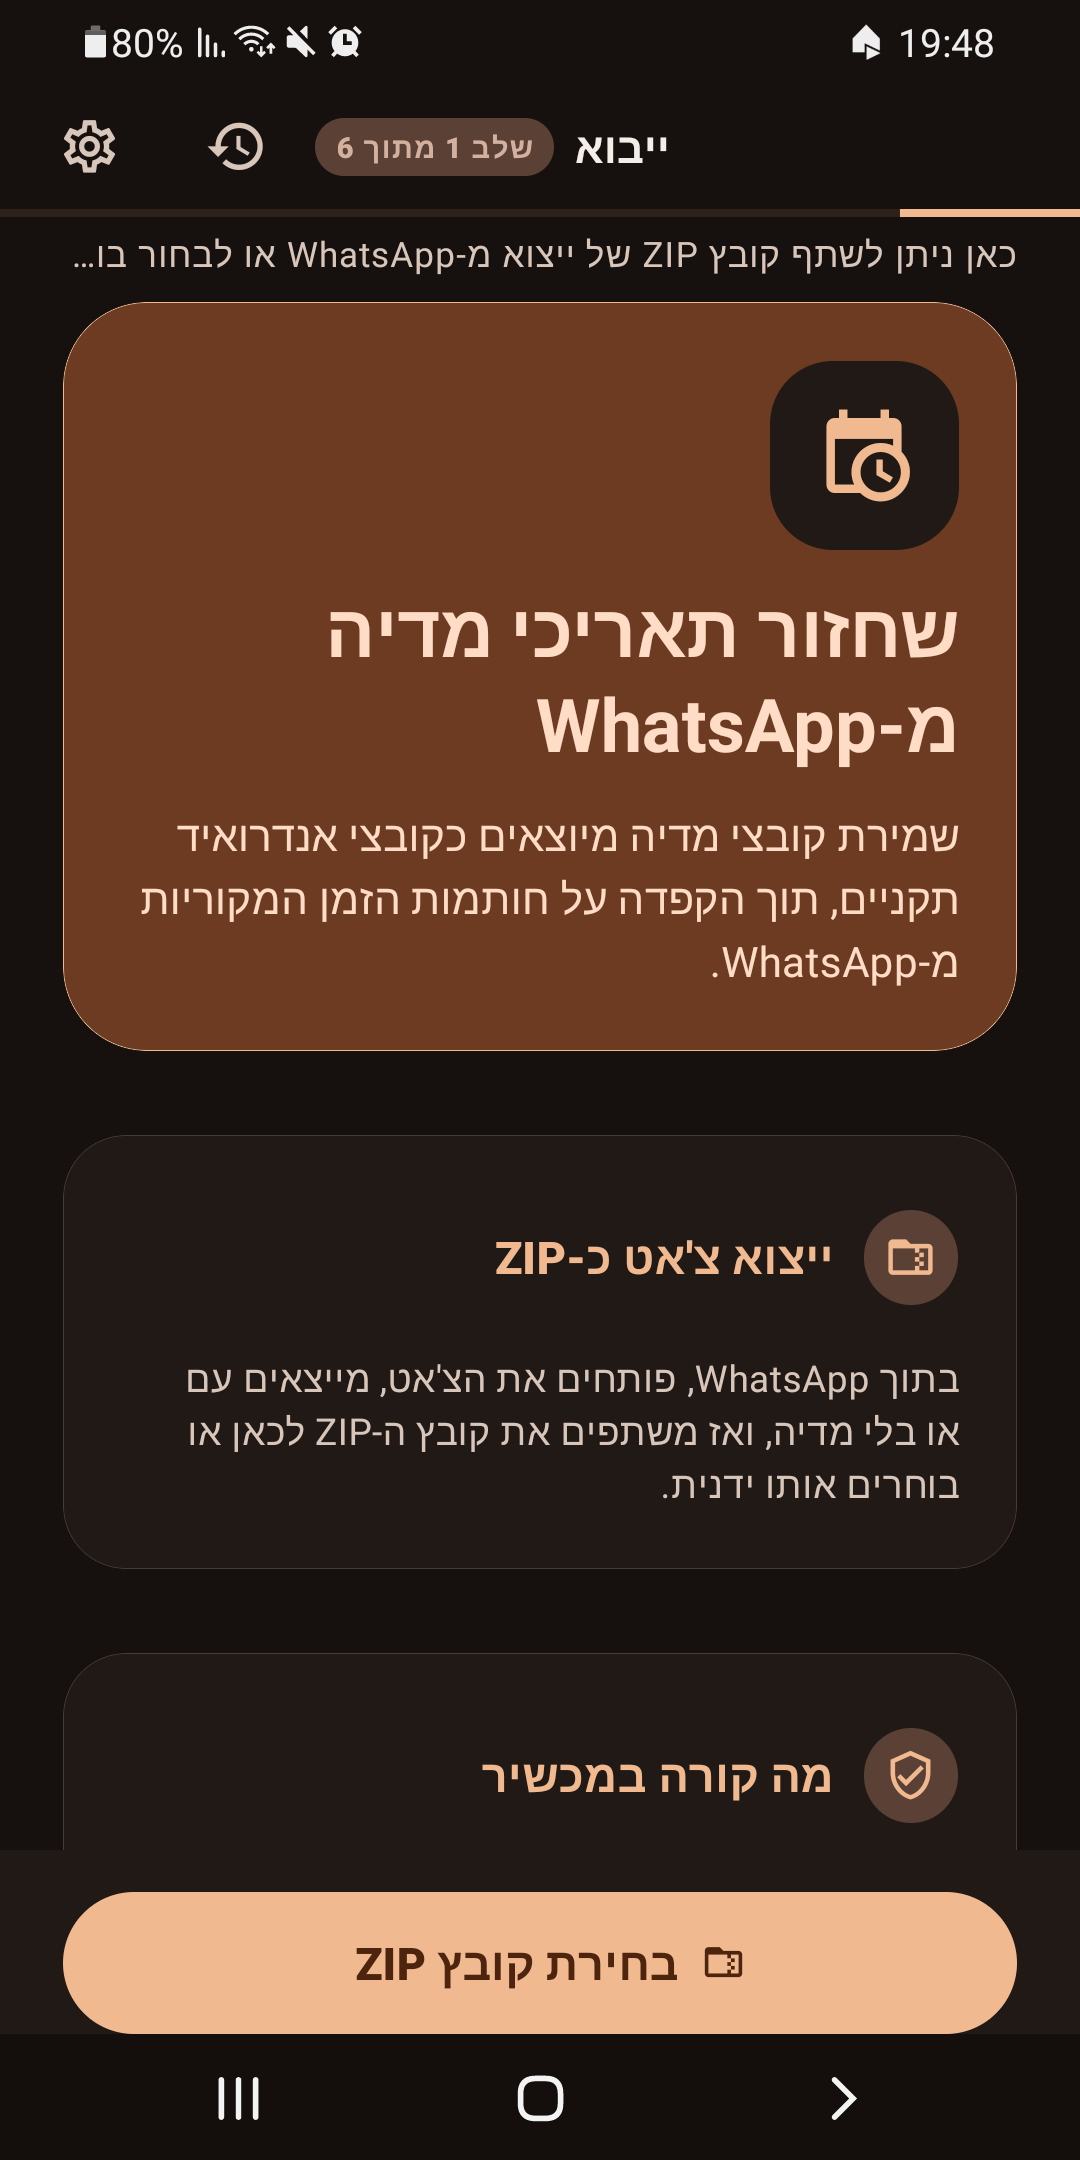 80%
19:48
ייבוא
שלב 1 מתוך 6
כאן ניתן לשתף קובץ ZIP של ייצוא מ-WhatsApp או לבחור בו...
שחזור תאריכי מדיה
מ-WhatsApp
שמירת קובצי מדיה מיוצאים כקובצי אנדרואיד
תקניים, תוך הקפדה על חותמות הזמן המקוריות
מ-WhatsApp.
ייצוא צ'אט כ-ZIP
בתוך WhatsApp, פותחים את הצ'אט, מייצאים עם
או בלי מדיה, ואז משתפים את קובץ ה-ZIP לכאן או
בוחרים אותו ידנית.
מה קורה במכשיר
בחירת קובץ ZIP